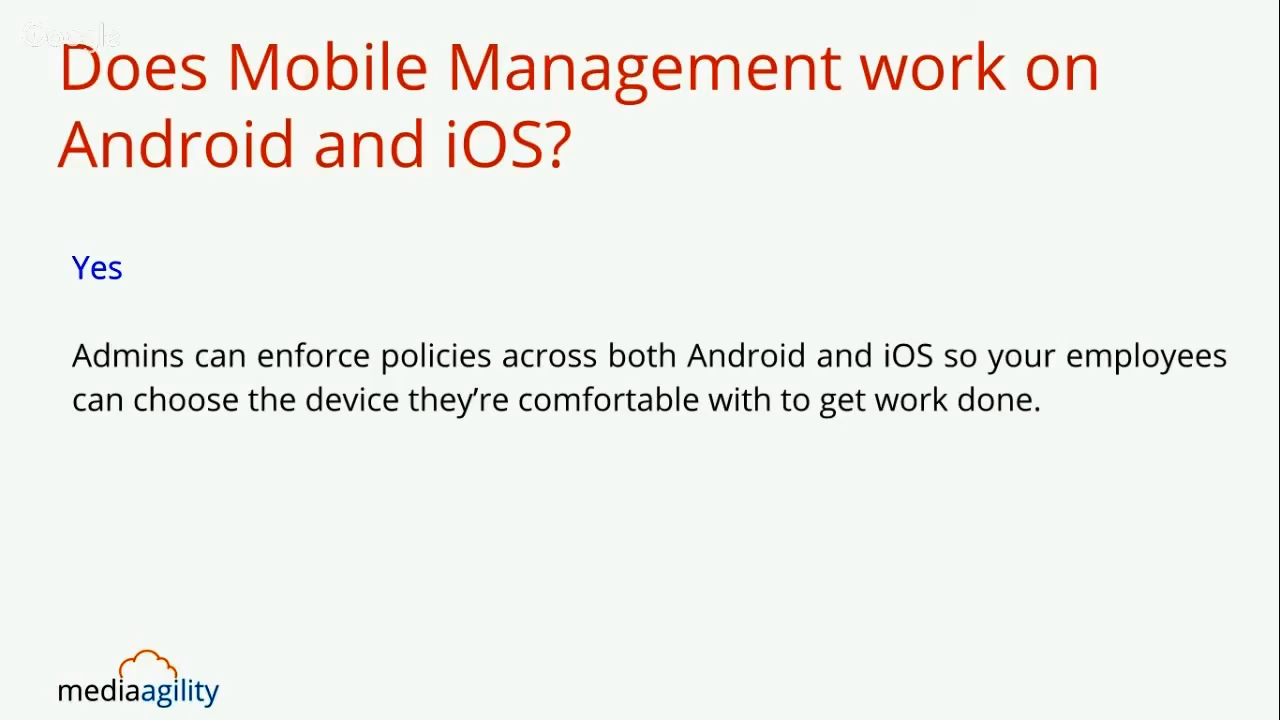 Google
Does Mobile Management work on
Android and iOS?
Yes
Admins can enforce policies across both Android and iOS so your employees
can choose the device they’re comfortable with to get work done.
mediaagility